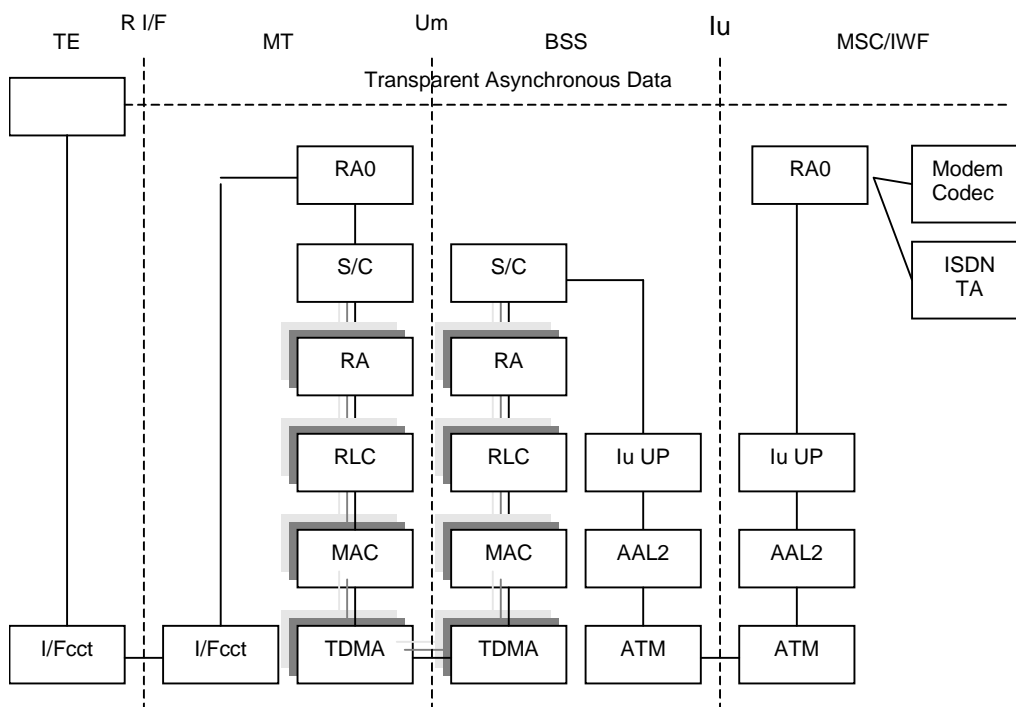 R I/F Um Iu
TE MT BSS MSC/IWF
Transparent Asynchronous Data
RA0 RA0 Modem
Codec
S/C S/C ISDN
TA
RA RA
RLC RLC Iu UP Iu UP
MAC MAC AAL2 AAL2
I/Fcct I/Fcct TDMA TDMA ATM ATM